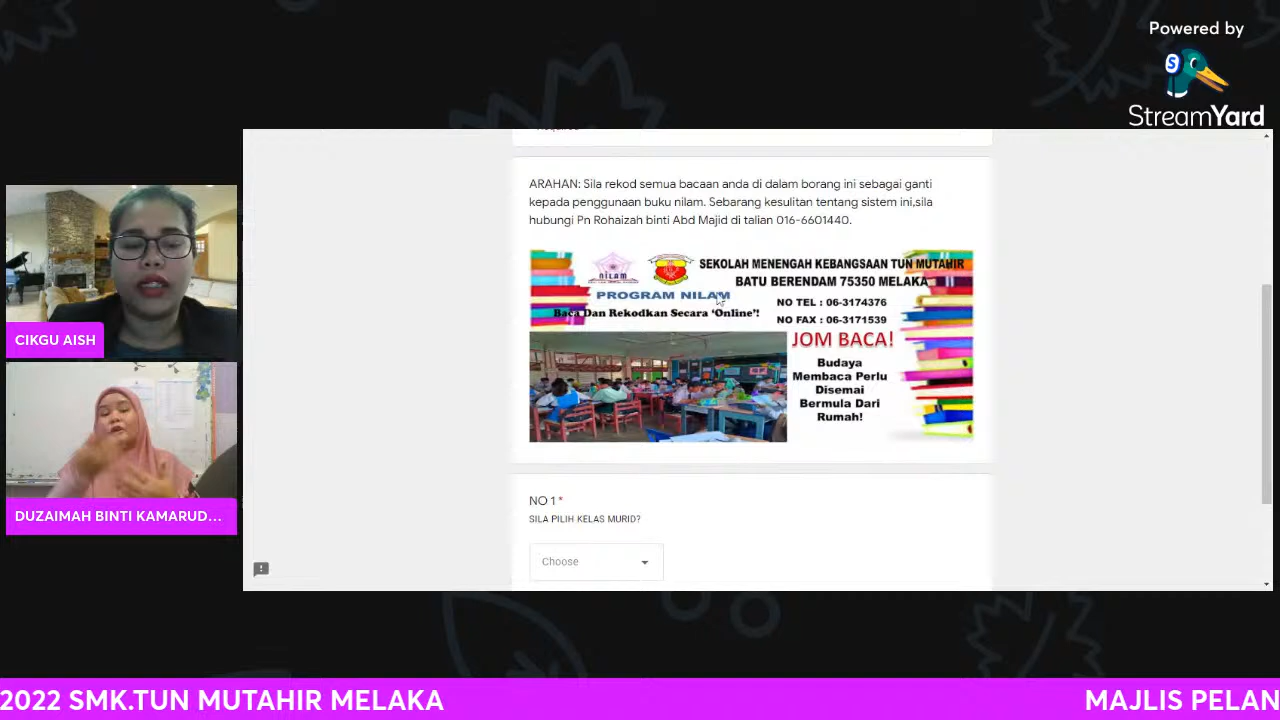 Powered by
StreamYard
Required
ARAHAN: Sila rekod semua bacaan anda di dalam borang ini sebagai ganti
kepada penggunaan buku nilam. Sebarang kesulitan tentang sistem ini,sila
hubungi Pn Rohaizah binti Abd Majid di talian 016-6601440.
nilam
SEKOLAH MENENGAH KEBANGSAAN TUN MUTAHIR
BATU BERENDAM 75350 MELAKA
PROGRAM NILAM
NO TEL : 06-3174376
Baca Dan Rekodkan Secara ‘Online’!
NO FAX : 06-3171539
JOM BACA!
Budaya
Membaca Perlu
Disemai
Bermula Dari
Rumah!
CIKGU AISH
DUZAIMAH BINTI KAMARUD...
NO 1 *
SILA PILIH KELAS MURID?
Choose
2022 SMK.TUN MUTAHIR MELAKA
MAJLIS PELAN